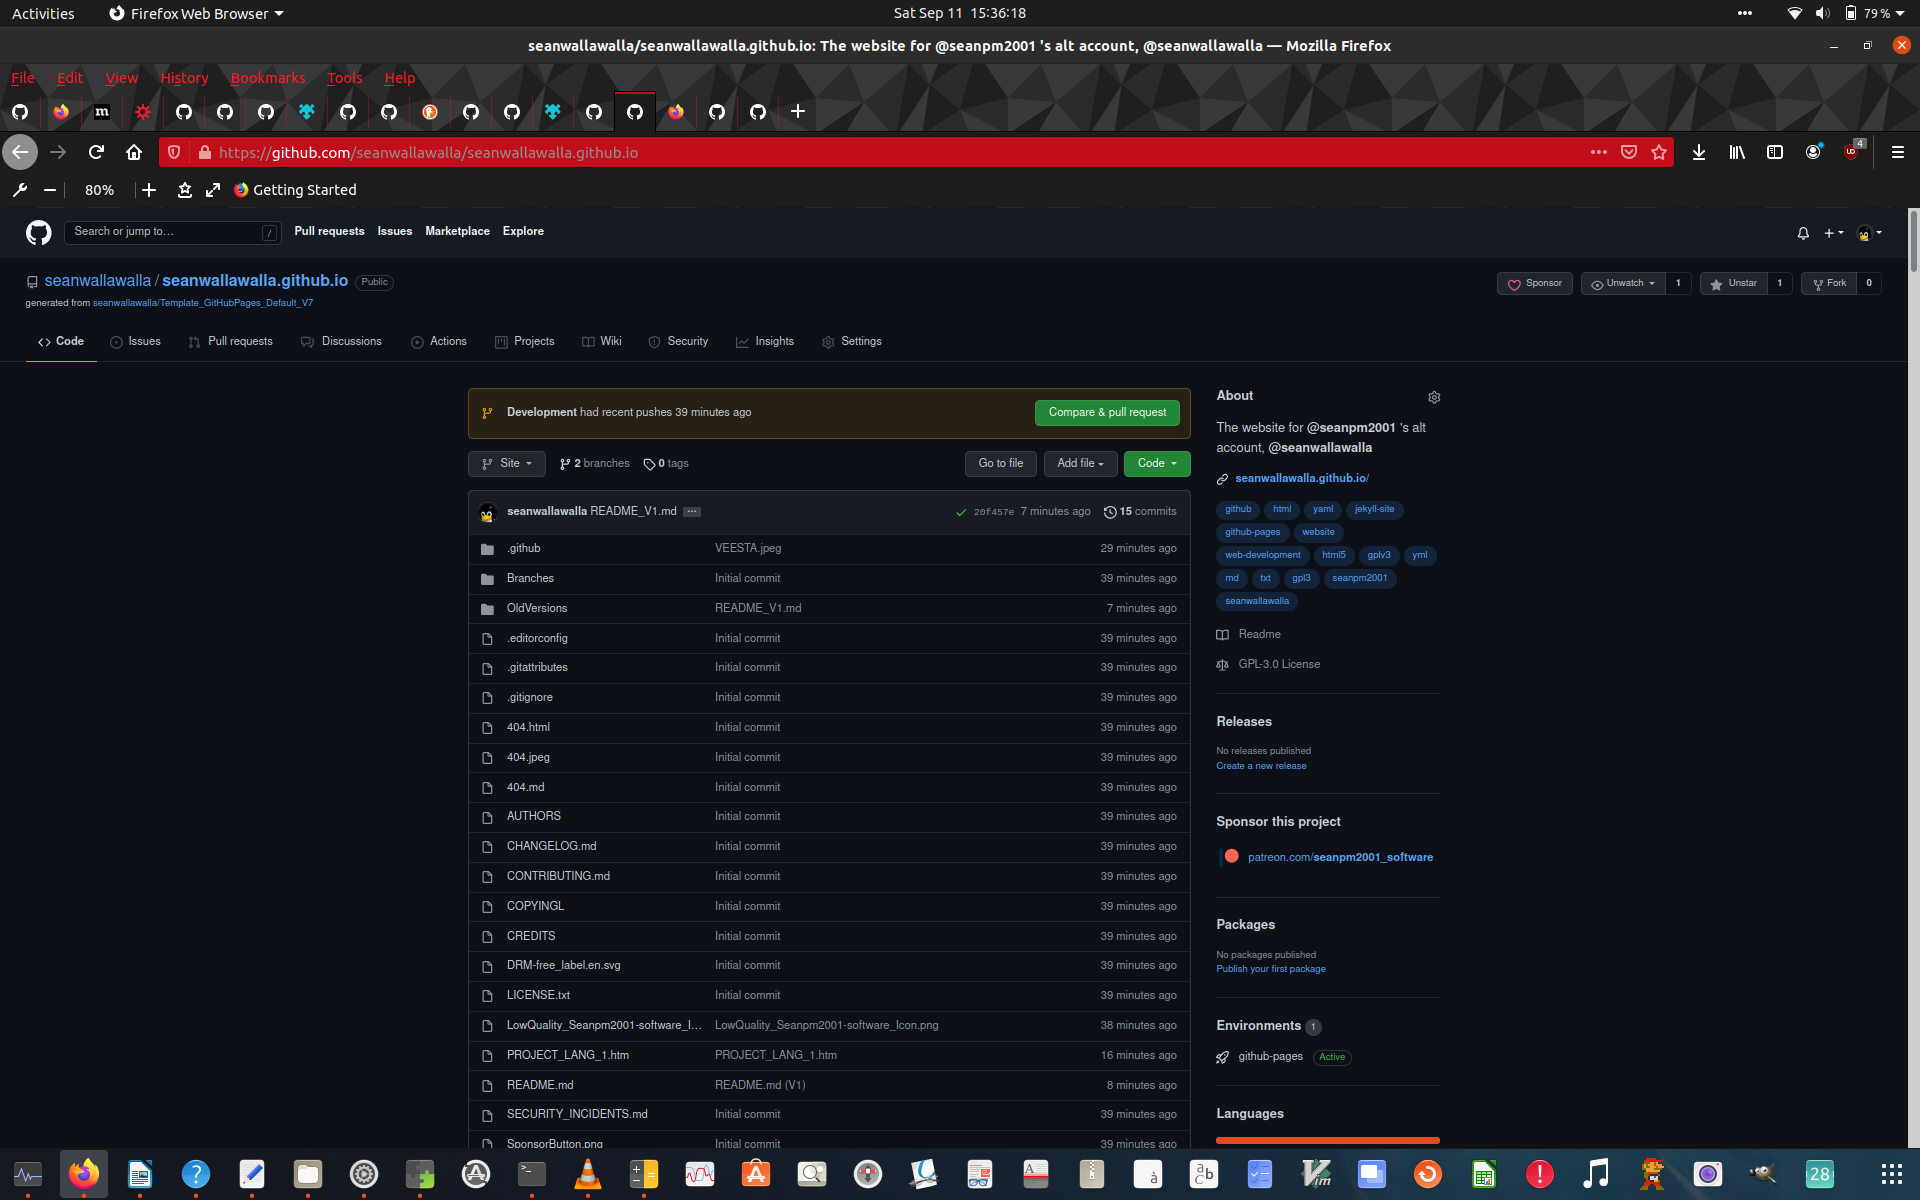 Activities
Firefox Web Browser
Sat Sep 11 15:36:18
79 %
seanwallawalla/seanwallawalla.github.io: The website for @seanpm2001 's alt account, @seanwallawalla — Mozilla Firefox
File Edit View History Bookmarks Tools Help
https://github.com/seanwallawalla/seanwallawalla.github.io
4
80%
Getting Started
Search or jump to…
/
Pull requests Issues Marketplace Explore
seanwallawalla / seanwallawalla.github.io Public
generated from seanwallawalla/Template_GitHubPages_Default_V7
Sponsor
Unwatch 1
Unstar 1
Fork 0
Code Issues Pull requests Discussions Actions Projects Wiki Security Insights Settings
Development had recent pushes 39 minutes ago
Compare & pull request
Site 2 branches 0 tags
Go to file Add file Code
seanwallawalla README_V1.md … 20f457e 7 minutes ago 15 commits
.github VEESTA.jpeg 29 minutes ago
Branches Initial commit 39 minutes ago
OldVersions README_V1.md 7 minutes ago
.editorconfig Initial commit 39 minutes ago
.gitattributes Initial commit 39 minutes ago
.gitignore Initial commit 39 minutes ago
404.html Initial commit 39 minutes ago
404.jpeg Initial commit 39 minutes ago
404.md Initial commit 39 minutes ago
AUTHORS Initial commit 39 minutes ago
CHANGELOG.md Initial commit 39 minutes ago
CONTRIBUTING.md Initial commit 39 minutes ago
COPYINGL Initial commit 39 minutes ago
CREDITS Initial commit 39 minutes ago
DRM-free_label.en.svg Initial commit 39 minutes ago
LICENSE.txt Initial commit 39 minutes ago
LowQuality_Seanpm2001-software_I… LowQuality_Seanpm2001-software_Icon.png 38 minutes ago
PROJECT_LANG_1.htm PROJECT_LANG_1.htm 16 minutes ago
README.md README.md (V1) 8 minutes ago
SECURITY_INCIDENTS.md Initial commit 39 minutes ago
SponsorButton.png Initial commit 39 minutes ago
About
The website for @seanpm2001 's alt
account, @seanwallawalla
seanwallawalla.github.io/
github html yaml jekyll-site
github-pages website
web-development html5 gplv3 yml
md txt gpl3 seanpm2001
seanwallawalla
Readme
GPL-3.0 License
Releases
No releases published
Create a new release
Sponsor this project
patreon.com/seanpm2001_software
Packages
No packages published
Publish your first package
Environments 1
github-pages Active
Languages
28